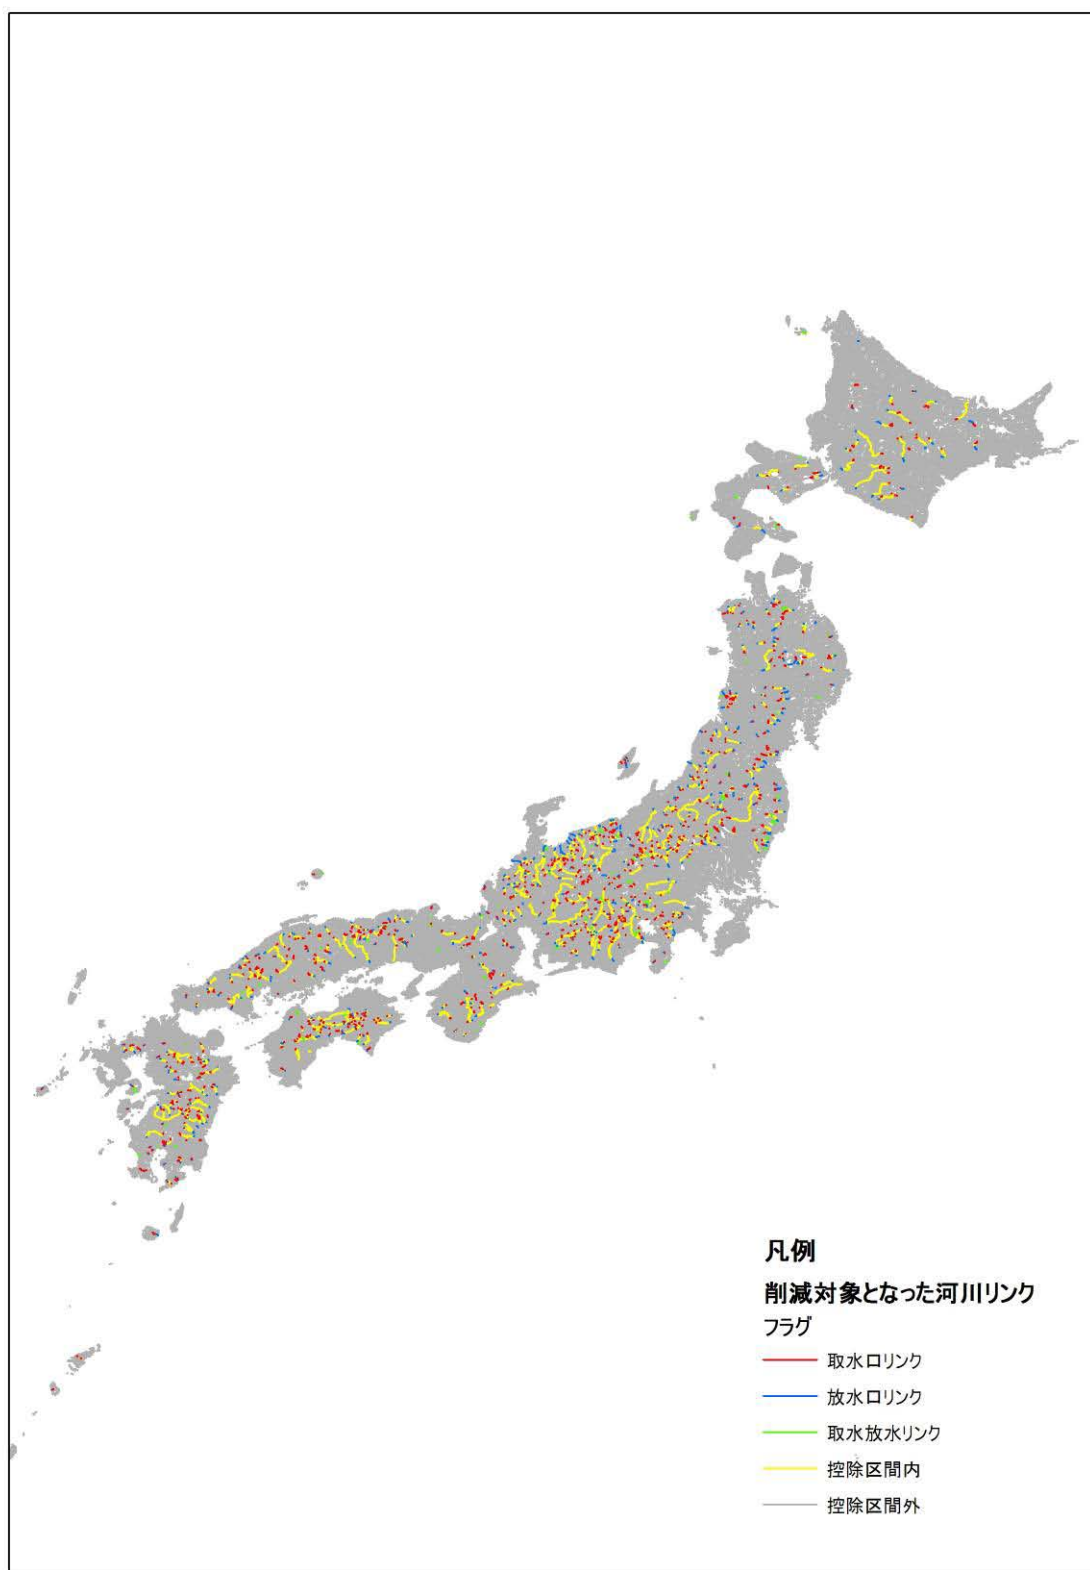 凡例
削減対象となった河川リンク
フラグ
取水口リンク
放水口リンク
取水放水リンク
控除区間内
控除区間外